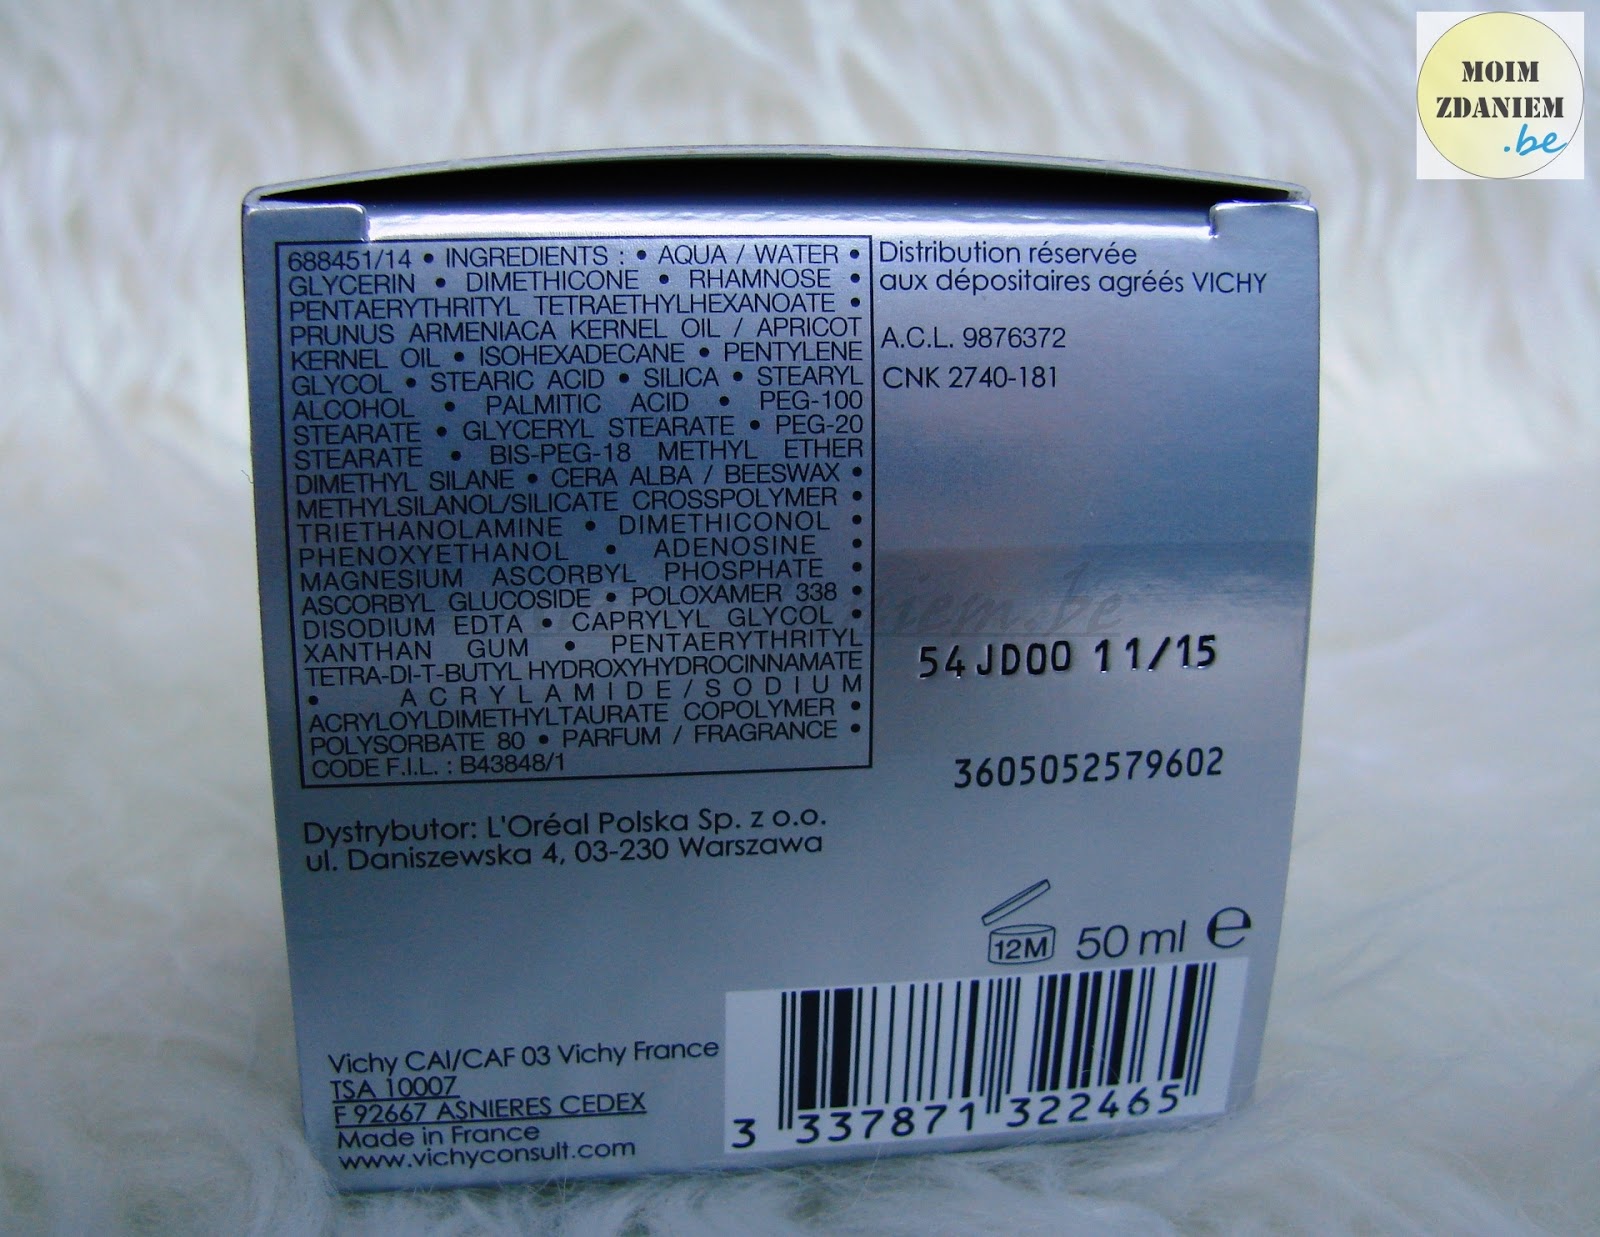 MOIM
ZDANIEM
.be
688451/14 • INGREDIENTS : • AQUA / WATER •
GLYCERIN • DIMETHICONE • RHAMNOSE •
PENTAERYTHRITYL TETRAETHYLHEXANOATE •
PRUNUS ARMENIACA KERNEL OIL / APRICOT
KERNEL OIL • ISOHEXADECANE • PENTYLENE
GLYCOL • STEARIC ACID • SILICA • STEARYL
ALCOHOL • PALMITIC ACID • PEG-100
STEARATE • GLYCERYL STEARATE • PEG-20
STEARATE • BIS-PEG-18 METHYL ETHER
DIMETHYL SILANE • CERA ALBA / BEESWAX •
METHYLSILANOL/SILICATE CROSSPOLYMER •
TRIETHANOLAMINE • DIMETHICONOL •
PHENOXYETHANOL • ADENOSINE •
MAGNESIUM ASCORBYL PHOSPHATE •
ASCORBYL GLUCOSIDE • POLOXAMER 338 •
DISODIUM EDTA • CAPRYLYL GLYCOL •
XANTHAN GUM • PENTAERYTHRITYL
TETRA-DI-T-BUTYL HYDROXYHYDROCINNAMATE
• ACRYLAMIDE/SODIUM
ACRYLOYLDIMETHYLTAURATE COPOLYMER •
POLYSORBATE 80 • PARFUM / FRAGRANCE •
CODE F.I.L. : B43848/1
Distribution réservée
aux dépositaires agréés VICHY
A.C.L. 9876372
CNK 2740-181
54JD00 11/15
3605052579602
Dystrybutor: L'Oréal Polska Sp. z o.o.
ul. Daniszewska 4, 03-230 Warszawa
12M 50 ml e
Vichy CAI/CAF 03 Vichy France
TSA 10007
F 92667 ASNIERES CEDEX
Made in France
www.vichyconsult.com
3 337871 322465